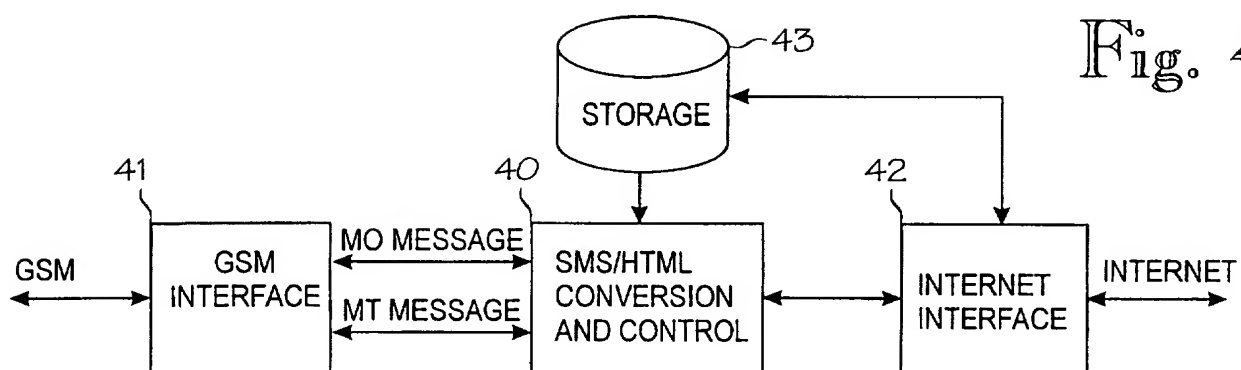 43
Fig. 4
STORAGE
41
40
42
MO MESSAGE
GSM
GSM
INTERFACE
MT MESSAGE
SMS/HTML
CONVERSION
AND CONTROL
INTERNET
INTERFACE
INTERNET